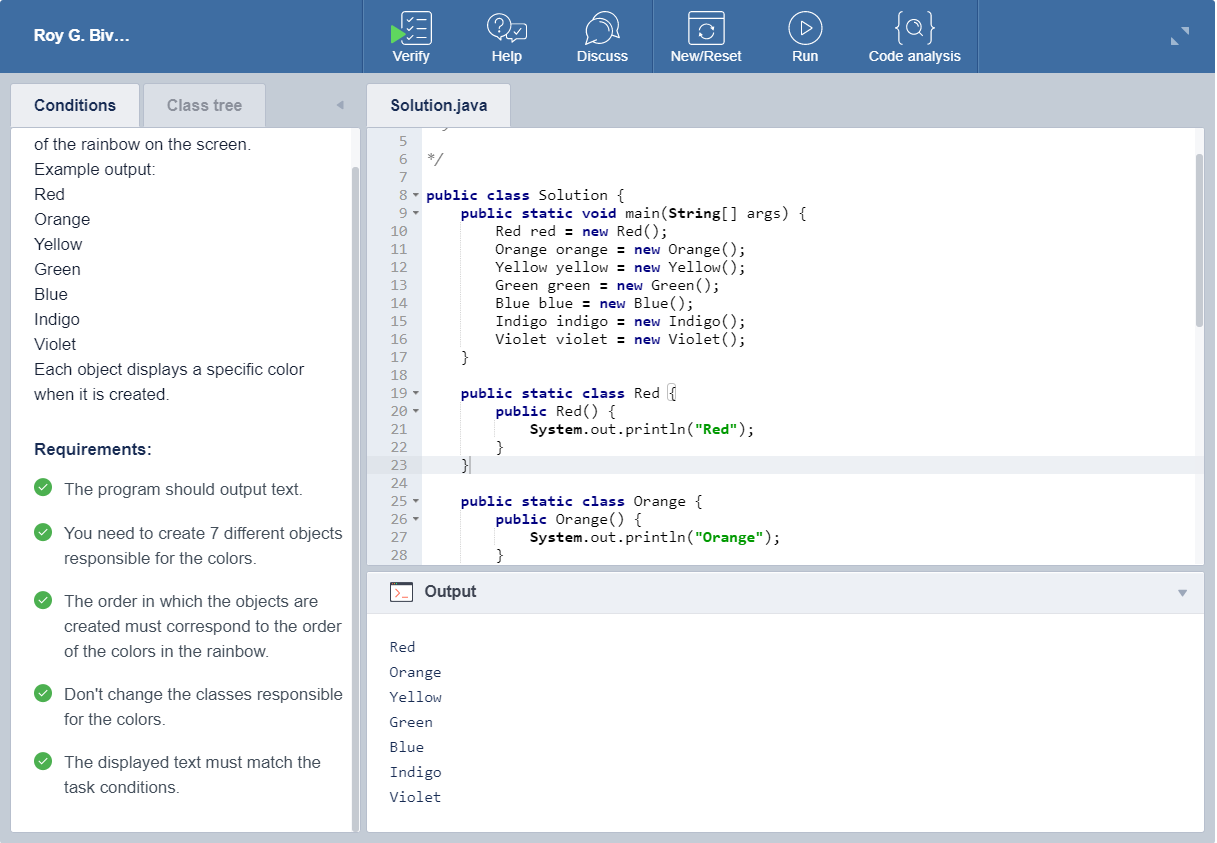 Roy G. Biv...
Verify
Help
Discuss
New/Reset
Run
Code analysis
Conditions
Class tree
of the rainbow on the screen.
Example output:
Red
Orange
Yellow
Green
Blue
Indigo
Violet
Each object displays a specific color
when it is created.
Requirements:
The program should output text.
You need to create 7 different objects
responsible for the colors.
The order in which the objects are
created must correspond to the order
of the colors in the rainbow.
Don't change the classes responsible
for the colors.
The displayed text must match the
task conditions.
Solution.java
5
6 */
7
8 public class Solution {
9 public static void main(String[] args) {
10 Red red = new Red();
11 Orange orange = new Orange();
12 Yellow yellow = new Yellow();
13 Green green = new Green();
14 Blue blue = new Blue();
15 Indigo indigo = new Indigo();
16 Violet violet = new Violet();
17 }
18
19 public static class Red {
20 public Red() {
21 System.out.println("Red");
22 }
23 }
24
25 public static class Orange {
26 public Orange() {
27 System.out.println("Orange");
28 }
Output
Red
Orange
Yellow
Green
Blue
Indigo
Violet